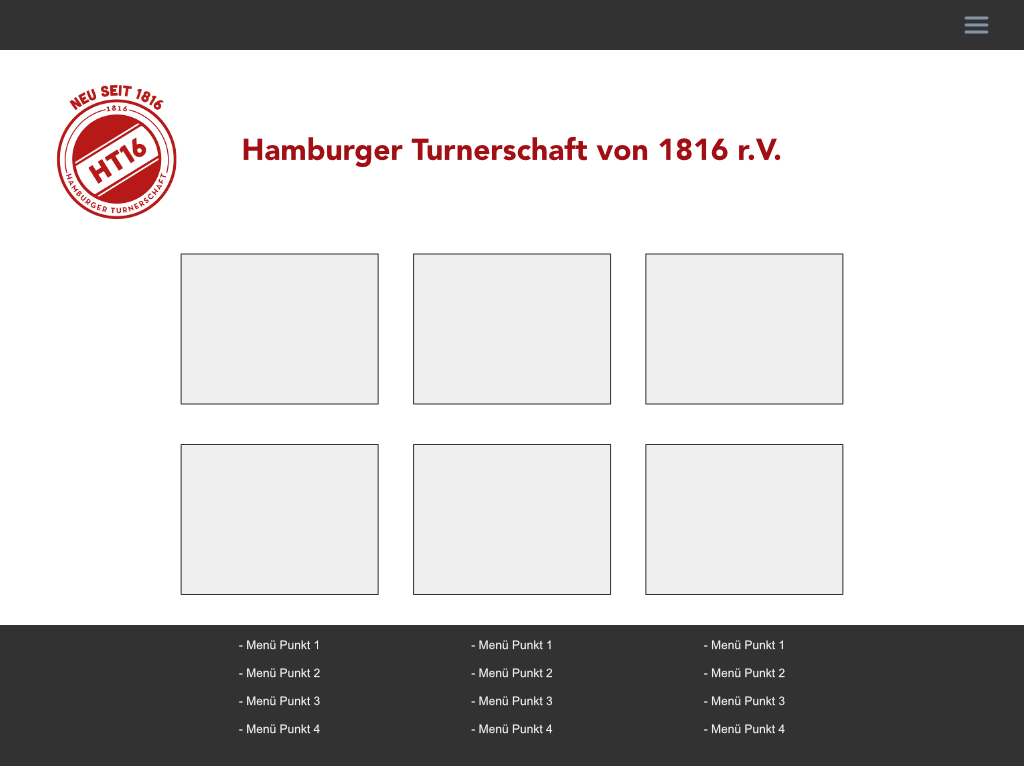 NEU SEIT 1816
1816
HT16
HAMBURGER TURNERSCHAFT
Hamburger Turnerschaft von 1816 r.V.
- Menü Punkt 1 - Menü Punkt 1 - Menü Punkt 1
- Menü Punkt 2 - Menü Punkt 2 - Menü Punkt 2
- Menü Punkt 3 - Menü Punkt 3 - Menü Punkt 3
- Menü Punkt 4 - Menü Punkt 4 - Menü Punkt 4